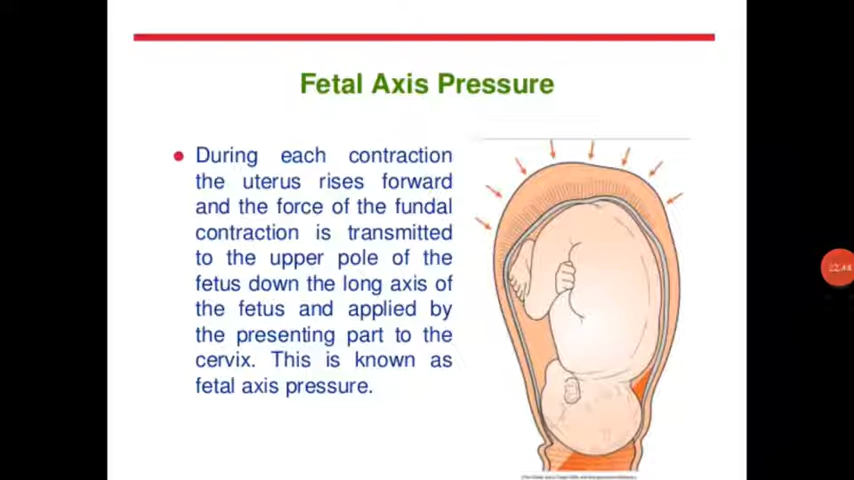 Fetal Axis Pressure
During each contraction
the uterus rises forward
and the force of the fundal
contraction is transmitted
to the upper pole of the
fetus down the long axis of
the fetus and applied by
the presenting part to the
cervix. This is known as
fetal axis pressure.